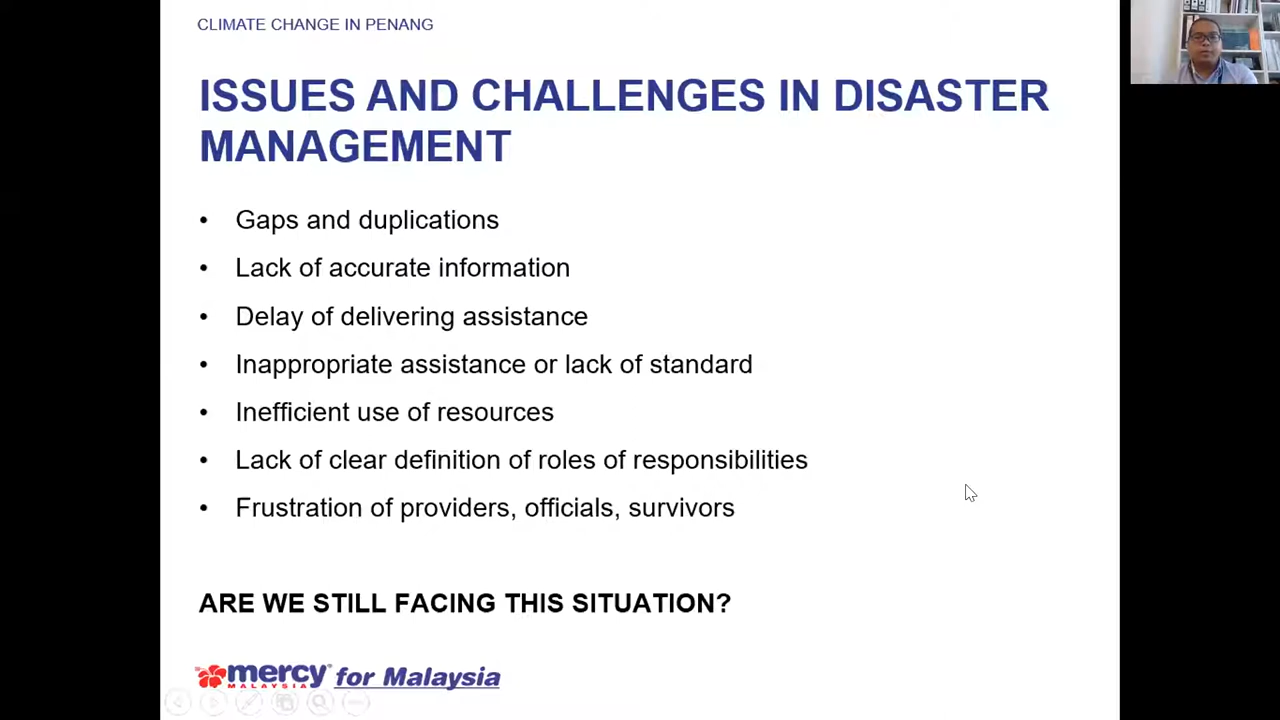 CLIMATE CHANGE IN PENANG
ISSUES AND CHALLENGES IN DISASTER
MANAGEMENT
• Gaps and duplications
• Lack of accurate information
• Delay of delivering assistance
• Inappropriate assistance or lack of standard
• Inefficient use of resources
• Lack of clear definition of roles of responsibilities
• Frustration of providers, officials, survivors
ARE WE STILL FACING THIS SITUATION?
mercy® for Malaysia
MALAYSIA